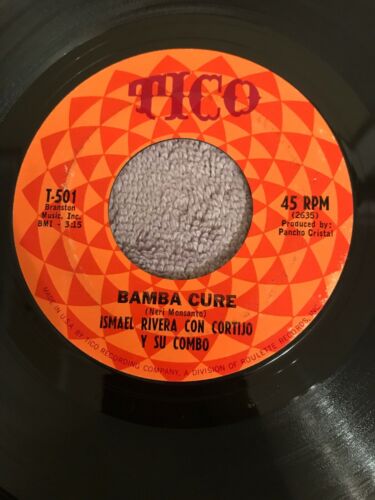 TICO
T-501
Branston
Music, Inc.
BMI - 3:15
45 RPM
(2635)
Produced by:
Pancho Cristal
BAMBA CURE
(Neri Monsanto)
ISMAEL RIVERA CON CORTIJO
Y SU COMBO
MADE IN U.S.A. BY TICO RECORDING COMPANY, A DIVISION OF ROULETTE RECORDS, INC.